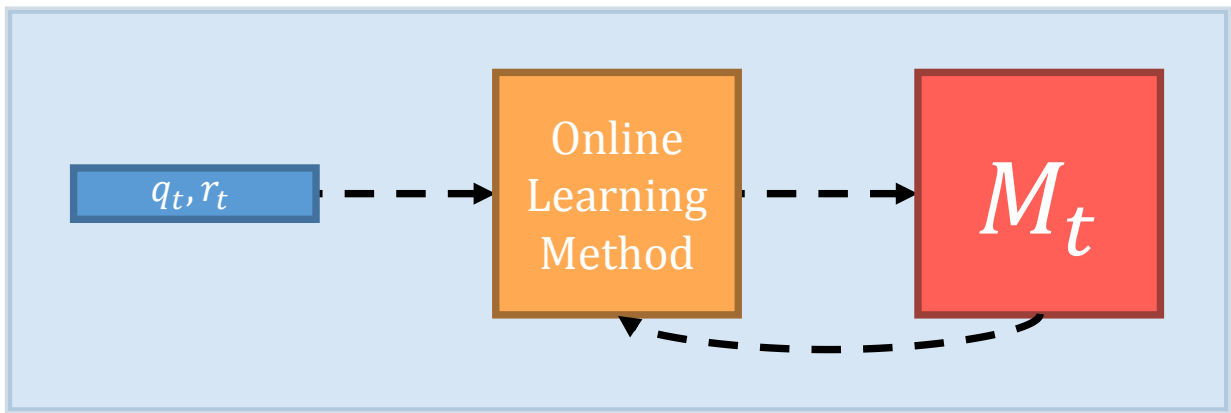 q_t, r_t
Online
Learning
Method
M_t